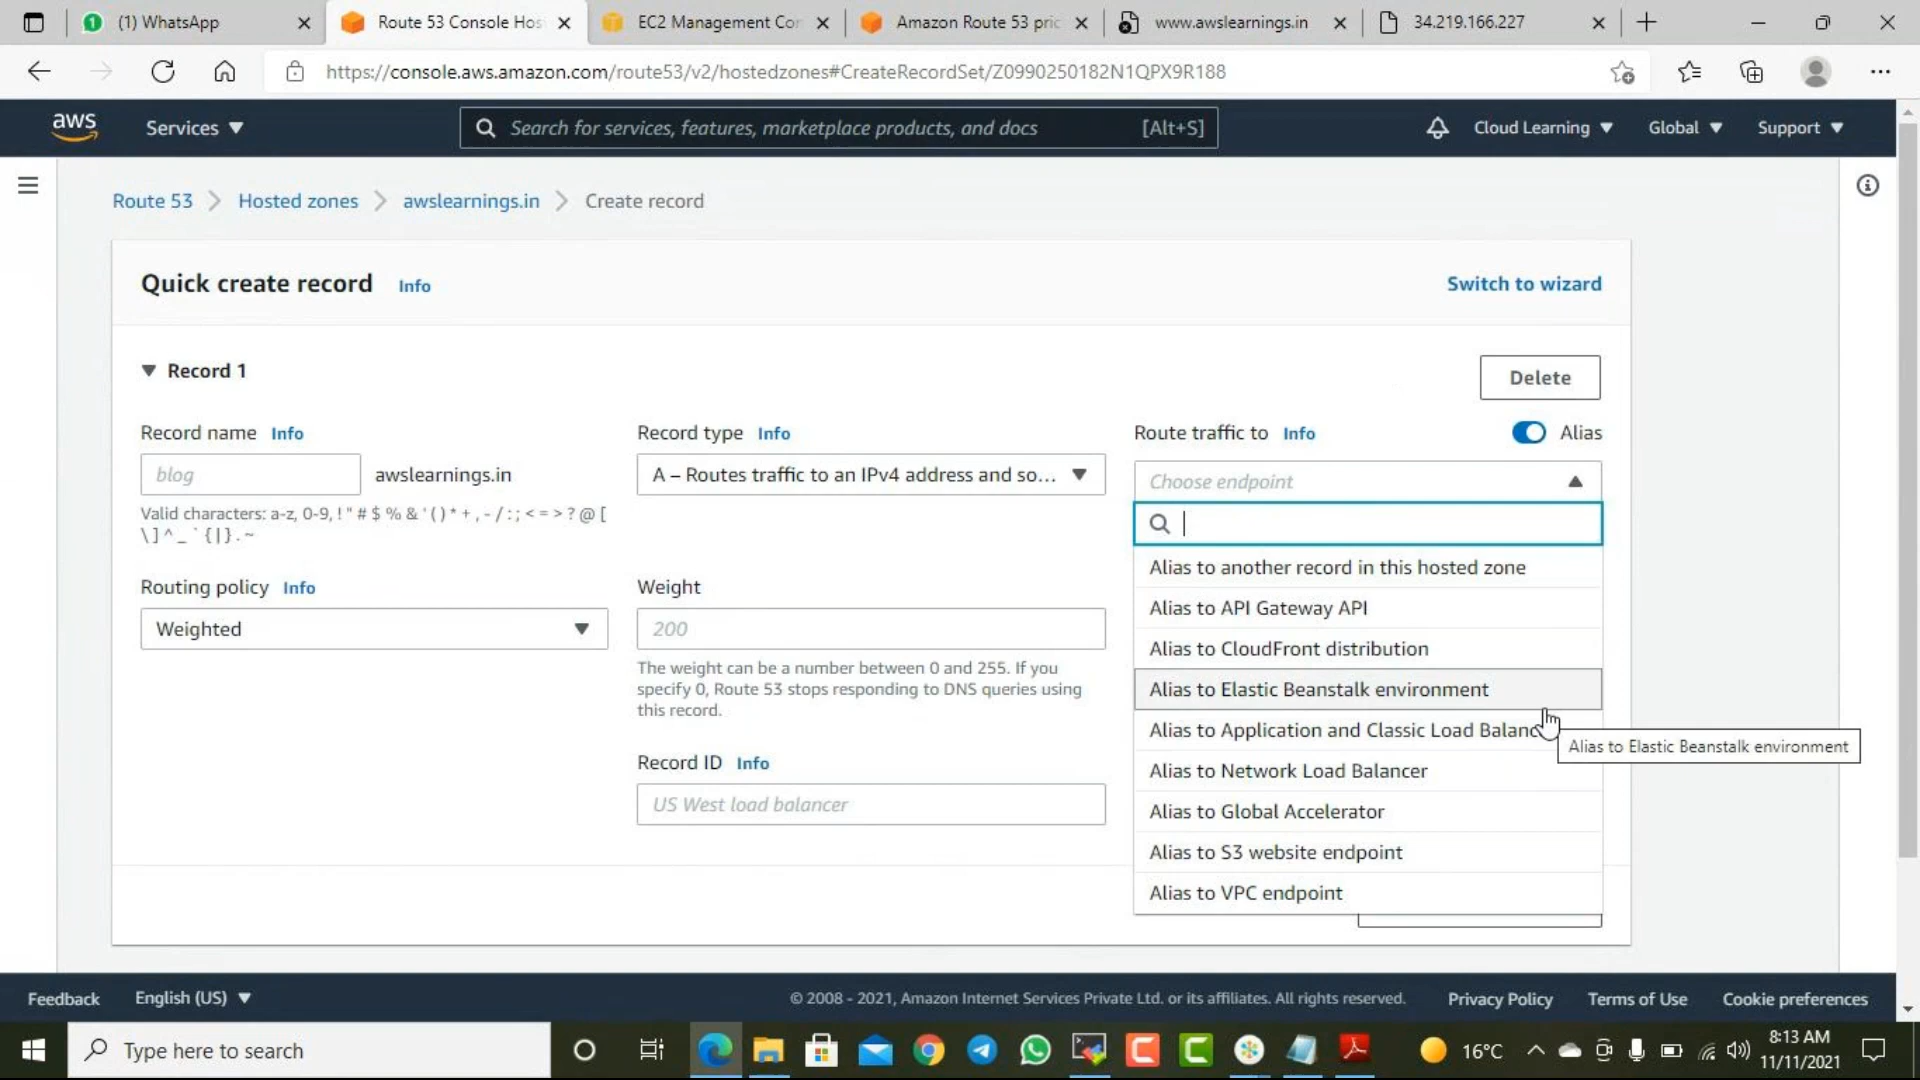 (1) WhatsApp
Route 53 Console Hos
EC2 Management Cor
Amazon Route 53 pric
www.awslearnings.in
34.219.166.227
https://console.aws.amazon.com/route53/v2/hostedzones#CreateRecordSet/Z0990250182N1QPX9R188
aws
Services
Search for services, features, marketplace products, and docs
[Alt+S]
Cloud Learning
Global
Support
Route 53
Hosted zones
awslearnings.in
Create record
Quick create record
Info
Switch to wizard
Record 1
Delete
Record name Info
Record type Info
Route traffic to Info
Alias
blog
awslearnings.in
A – Routes traffic to an IPv4 address and so...
Choose endpoint
Valid characters: a-z, 0-9, ! " # $ % & ' ( ) * + , - / : ; < = > ? @ [
\ ] ^ _ ` { | } . ~
Alias to another record in this hosted zone
Alias to API Gateway API
Alias to CloudFront distribution
Alias to Elastic Beanstalk environment
Alias to Application and Classic Load Balanc
Alias to Elastic Beanstalk environment
Alias to Network Load Balancer
Alias to Global Accelerator
Alias to S3 website endpoint
Alias to VPC endpoint
Routing policy Info
Weighted
Weight
200
The weight can be a number between 0 and 255. If you
specify 0, Route 53 stops responding to DNS queries using
this record.
Record ID Info
US West load balancer
Feedback
English (US)
© 2008 - 2021, Amazon Internet Services Private Ltd. or its affiliates. All rights reserved.
Privacy Policy
Terms of Use
Cookie preferences
Type here to search
16°C
8:13 AM
11/11/2021